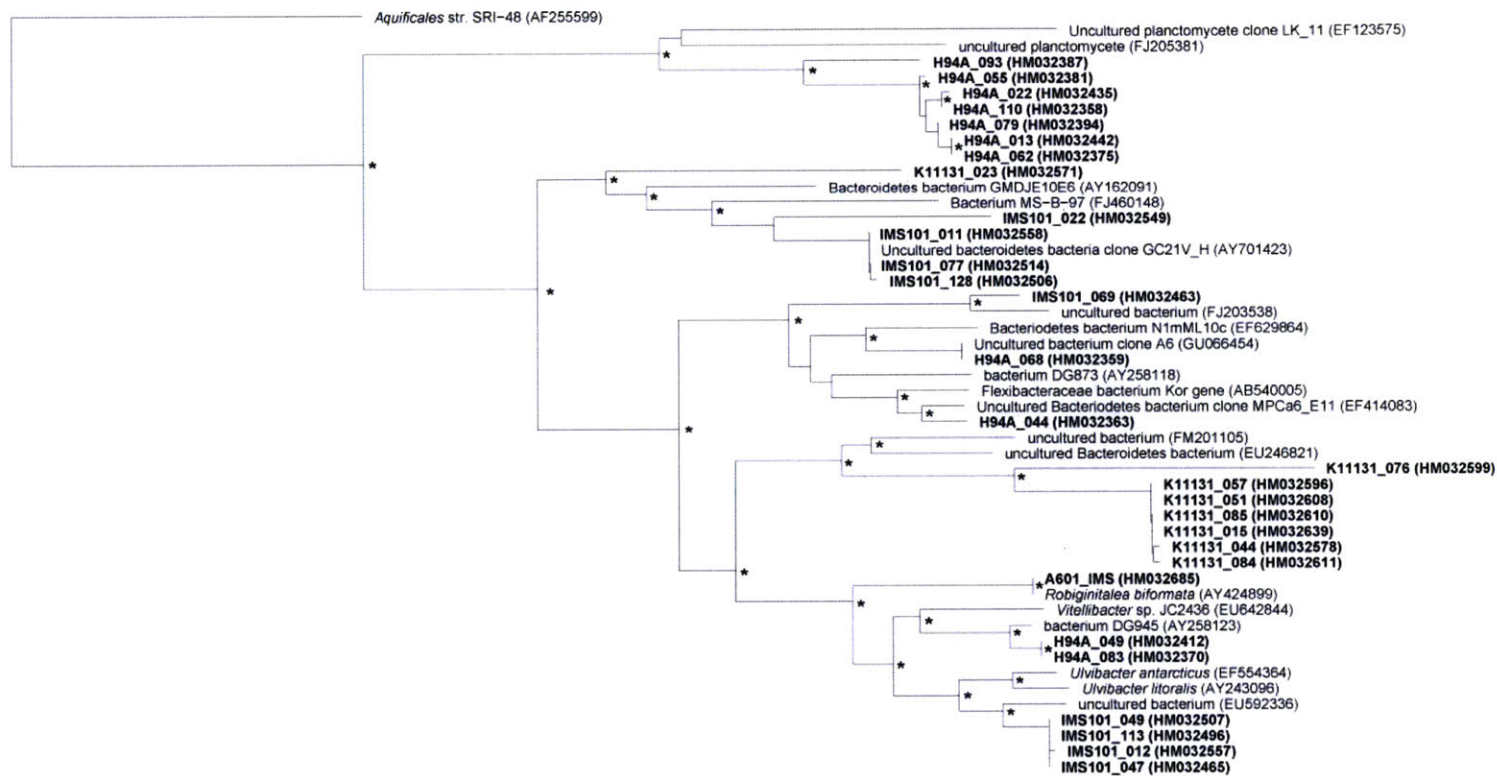 Aquificales str. SRI−48 (AF255599)
Uncultured planctomycete clone LK_11 (EF123575)
uncultured planctomycete (FJ205381)
H94A_093 (HM032387)
H94A_055 (HM032381)
H94A_022 (HM032435)
H94A_110 (HM032358)
H94A_079 (HM032394)
H94A_013 (HM032442)
H94A_062 (HM032375)
K11131_023 (HM032571)
Bacteroidetes bacterium GMDJE10E6 (AY162091)
Bacterium MS−B−97 (FJ460148)
IMS101_022 (HM032549)
IMS101_011 (HM032558)
Uncultured bacteroidetes bacteria clone GC21V_H (AY701423)
IMS101_077 (HM032514)
IMS101_128 (HM032506)
IMS101_069 (HM032463)
uncultured bacterium (FJ203538)
Bacteriodetes bacterium N1mML10c (EF629864)
Uncultured bacterium clone A6 (GU066454)
H94A_068 (HM032359)
bacterium DG873 (AY258118)
Flexibacteraceae bacterium Kor gene (AB540005)
Uncultured Bacteriodetes bacterium clone MPCa6_E11 (EF414083)
H94A_044 (HM032363)
uncultured bacterium (FM201105)
uncultured Bacteroidetes bacterium (EU246821)
K11131_076 (HM032599)
K11131_057 (HM032596)
K11131_051 (HM032608)
K11131_085 (HM032610)
K11131_015 (HM032639)
K11131_044 (HM032578)
K11131_084 (HM032611)
A601_IMS (HM032685)
Robiginitalea biformata (AY424899)
Vitellibacter sp. JC2436 (EU642844)
bacterium DG945 (AY258123)
H94A_049 (HM032412)
H94A_083 (HM032370)
Ulvibacter antarcticus (EF554364)
Ulvibacter litoralis (AY243096)
uncultured bacterium (EU592336)
IMS101_049 (HM032507)
IMS101_113 (HM032496)
IMS101_012 (HM032557)
IMS101_047 (HM032465)